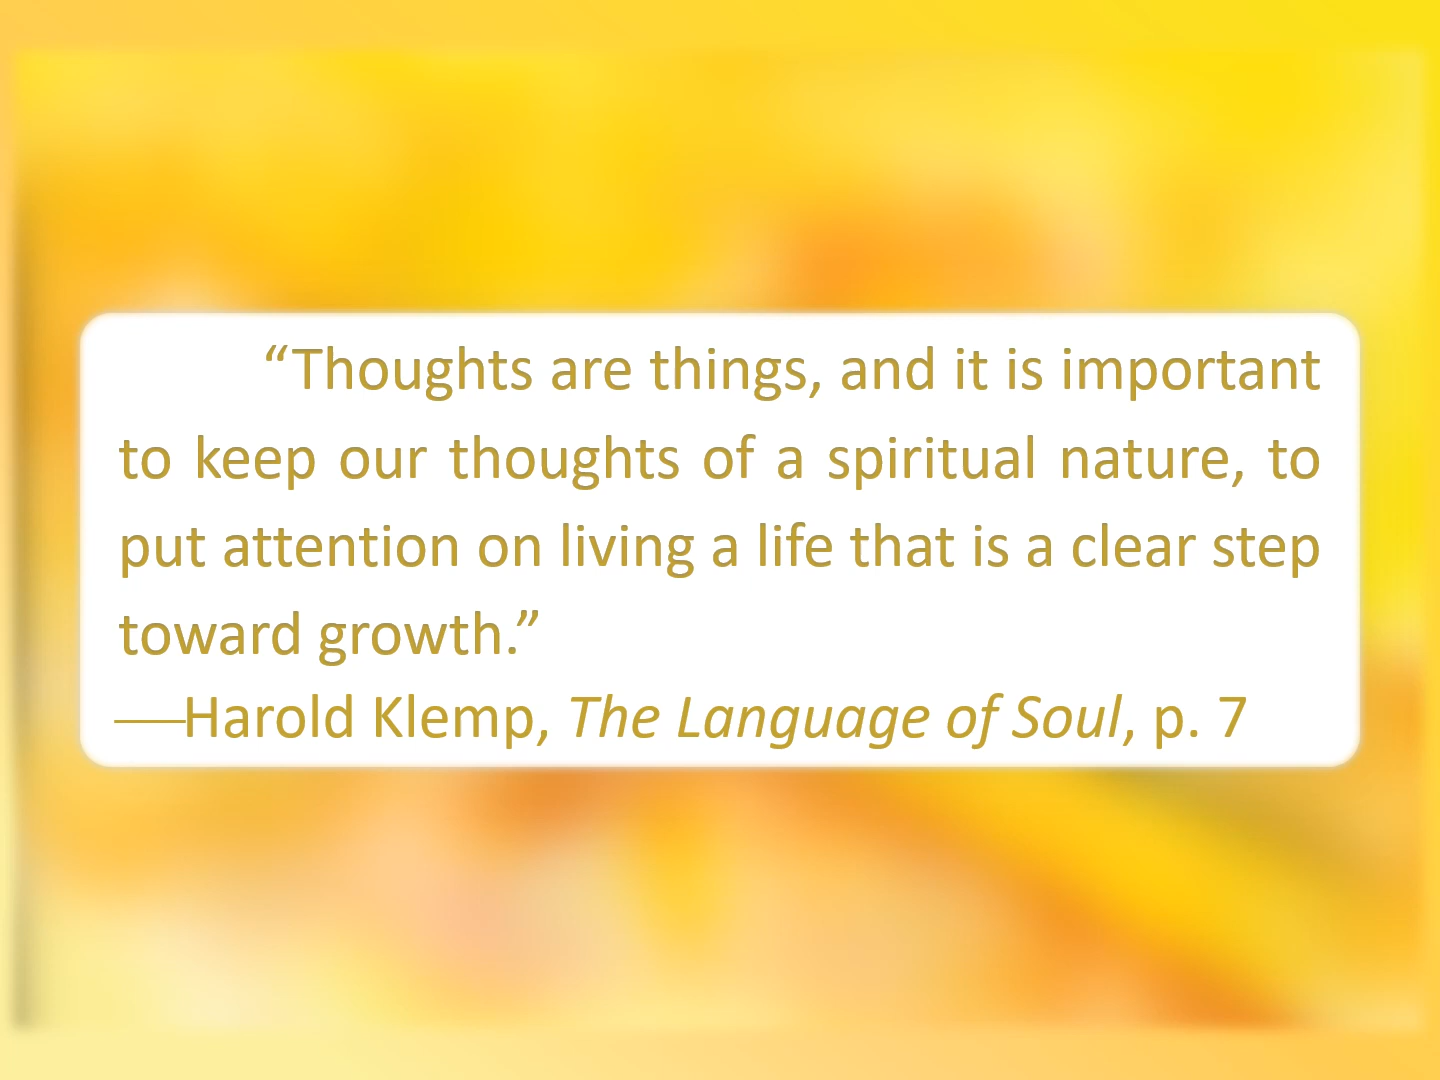 “Thoughts are things, and it is important
to keep our thoughts of a spiritual nature, to
put attention on living a life that is a clear step
toward growth.”
—Harold Klemp, The Language of Soul, p. 7